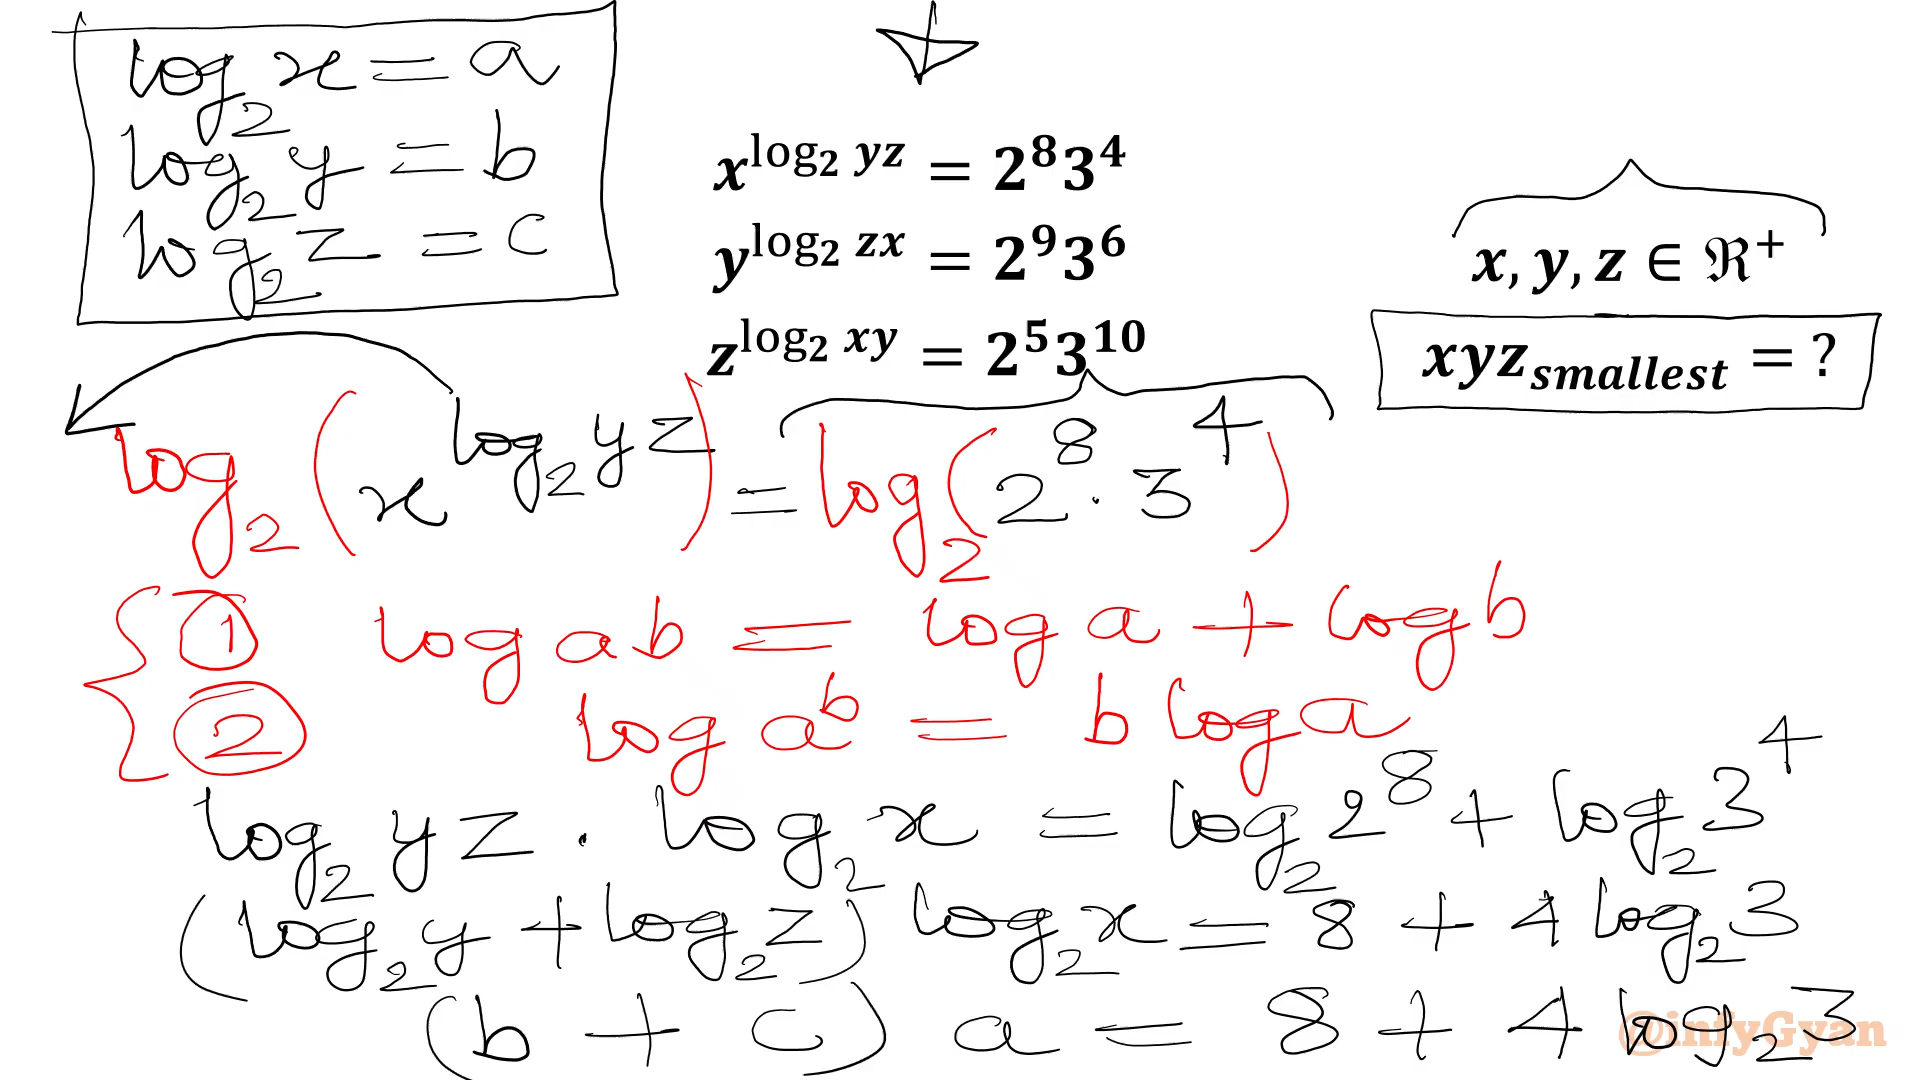 log₂ x = a
log₂ y = b
log₂ z = c
x^(log₂ yz) = 2⁸3⁴
y^(log₂ zx) = 2⁹3⁶
z^(log₂ xy) = 2⁵3¹⁰
x, y, z ∈ ℜ⁺
xyz_smallest = ?
log₂ (x^(log₂ yz)) = log₂ (2⁸ · 3⁴)
① log ab = log a + log b
② log aᵇ = b log a
log₂ yz · log₂ x = log₂ 2⁸ + log₂ 3⁴
(log₂ y + log₂ z) log₂ x = 8 + 4 log₂ 3
(b + c) a = 8 + 4 log₂ 3
@infyGyan